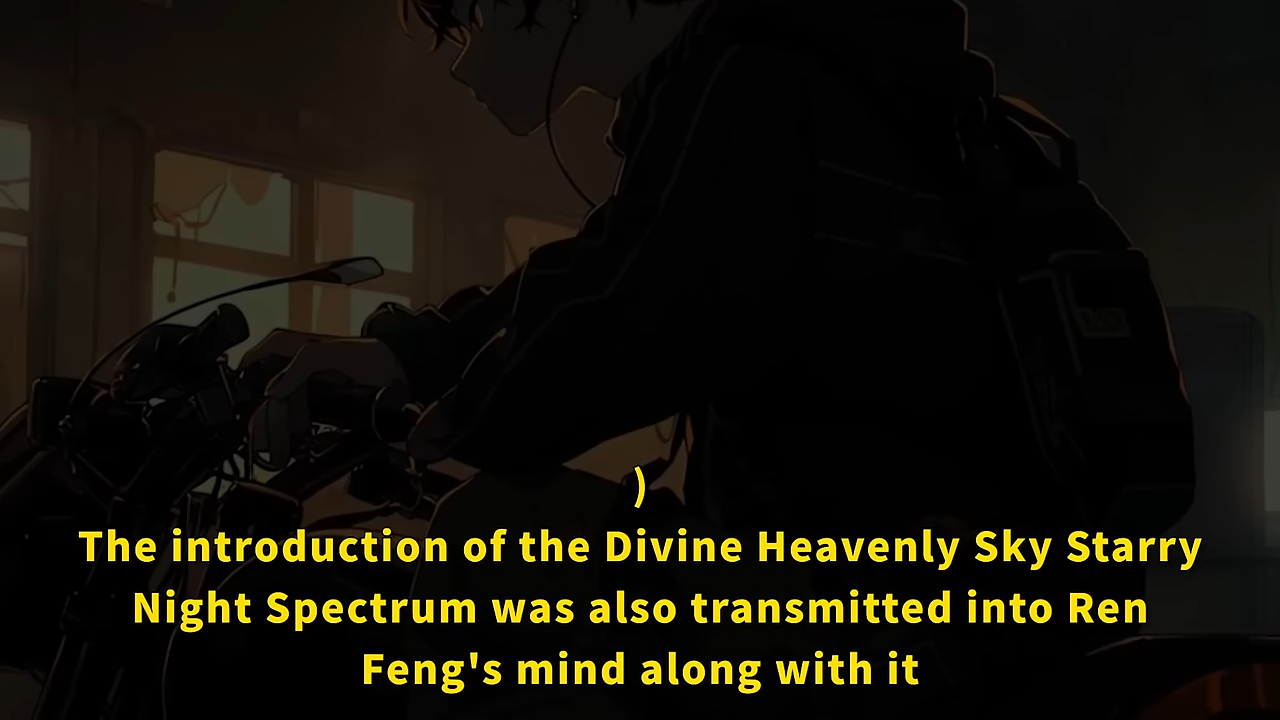 )
The introduction of the Divine Heavenly Sky Starry
Night Spectrum was also transmitted into Ren
Feng's mind along with it